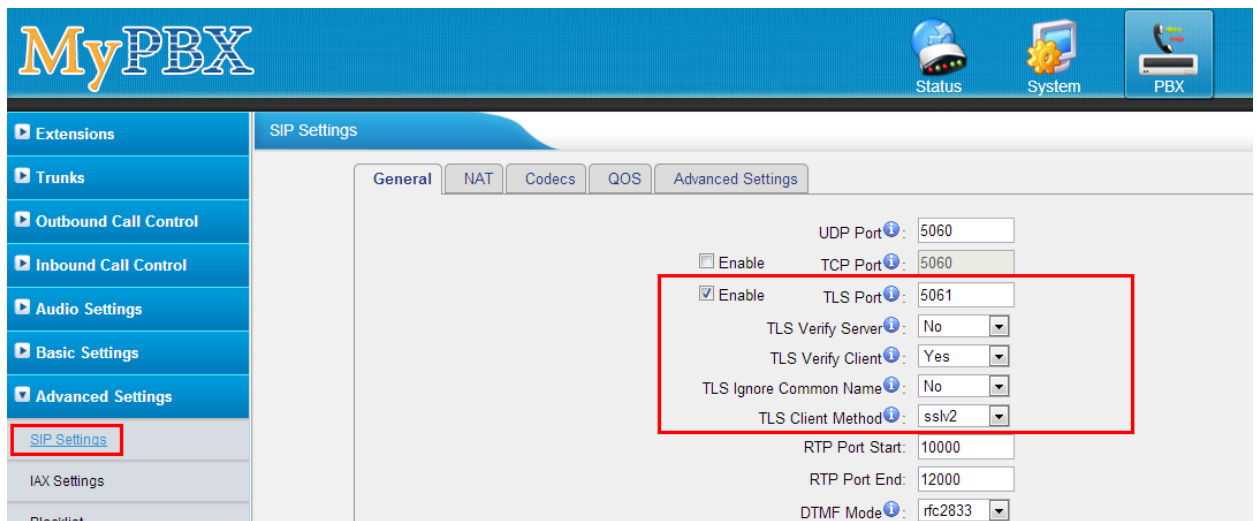 MyPBX
Status
System
PBX
Extensions
Trunks
Outbound Call Control
Inbound Call Control
Audio Settings
Basic Settings
Advanced Settings
SIP Settings
IAX Settings
Blacklist
SIP Settings
General NAT Codecs QOS Advanced Settings
UDP Port : 5060
Enable TCP Port : 5060
Enable TLS Port : 5061
TLS Verify Server : No
TLS Verify Client : Yes
TLS Ignore Common Name : No
TLS Client Method : sslv2
RTP Port Start: 10000
RTP Port End: 12000
DTMF Mode : rfc2833